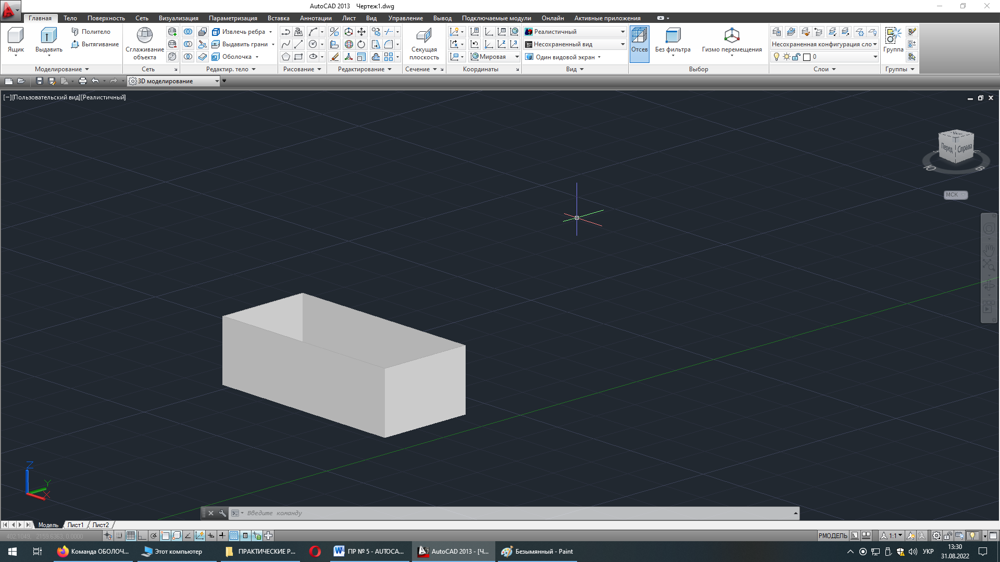 AutoCAD 2013 Чертеж1.dwg
Главная Тело Поверхность Сеть Визуализация Параметризация Вставка Аннотации Лист Вид Управление Вывод Подключаемые модули Онлайн Активные приложения
Политело Извлечь ребра Реалистичный
Вытягивание Выдавить грани Несохраненный вид Несохраненная конфигурация сло
Ящик Выдавить Сглаживание объекта Секущая плоскость Отсев Без фильтра Гизмо перемещения Группа
Оболочка Мировая Один видовой экран 0
Моделирование Сеть Редактир. тело Рисование Редактирование Сечение Координаты Вид Выбор Слои Группы
3D моделирование
[−][Пользовательский вид][Реалистичный]
Перед Справа
Ю В
МСК
Z
Y
X
Введите команду
Модель Лист1 Лист2
402.1049, 2159.6363, 0.0000 РМОДЕЛЬ 1:1
Команда ОБОЛОЧ... Этот компьютер ПРАКТИЧЕСКИЕ Р... ПР № 5 - AUTOCA... AutoCAD 2013 - [Ч... Безымянный - Paint УКР 13:30
31.08.2022